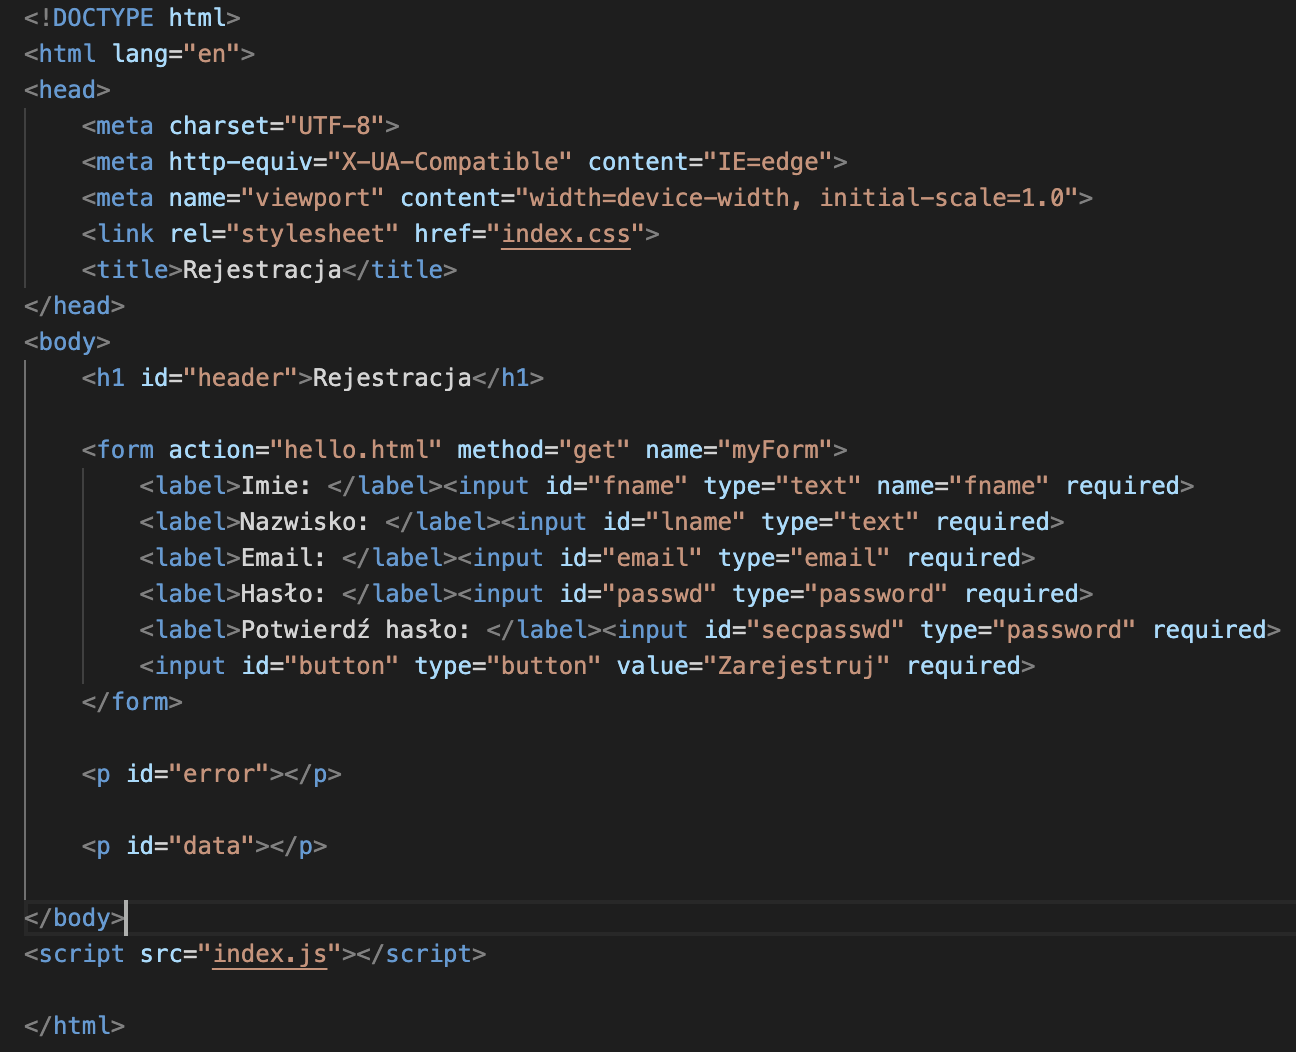 <!DOCTYPE html>
<html lang="en">
<head>
    <meta charset="UTF-8">
    <meta http-equiv="X-UA-Compatible" content="IE=edge">
    <meta name="viewport" content="width=device-width, initial-scale=1.0">
    <link rel="stylesheet" href="index.css">
    <title>Rejestracja</title>
</head>
<body>
    <h1 id="header">Rejestracja</h1>

    <form action="hello.html" method="get" name="myForm">
        <label>Imie: </label><input id="fname" type="text" name="fname" required>
        <label>Nazwisko: </label><input id="lname" type="text" required>
        <label>Email: </label><input id="email" type="email" required>
        <label>Hasło: </label><input id="passwd" type="password" required>
        <label>Potwierdź hasło: </label><input id="secpasswd" type="password" required>
        <input id="button" type="button" value="Zarejestruj" required>
    </form>

    <p id="error"></p>

    <p id="data"></p>

</body>
<script src="index.js"></script>

</html>